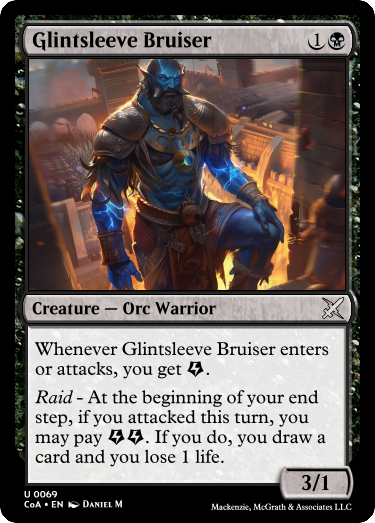 Glintsleeve Bruiser 1
Creature — Orc Warrior
Whenever Glintsleeve Bruiser enters
or attacks, you get .
Raid - At the beginning of your end
step, if you attacked this turn, you
may pay . If you do, you draw a
card and you lose 1 life.
3/1
U 0069
CoA • EN Daniel M
Mackenzie, McGrath & Associates LLC